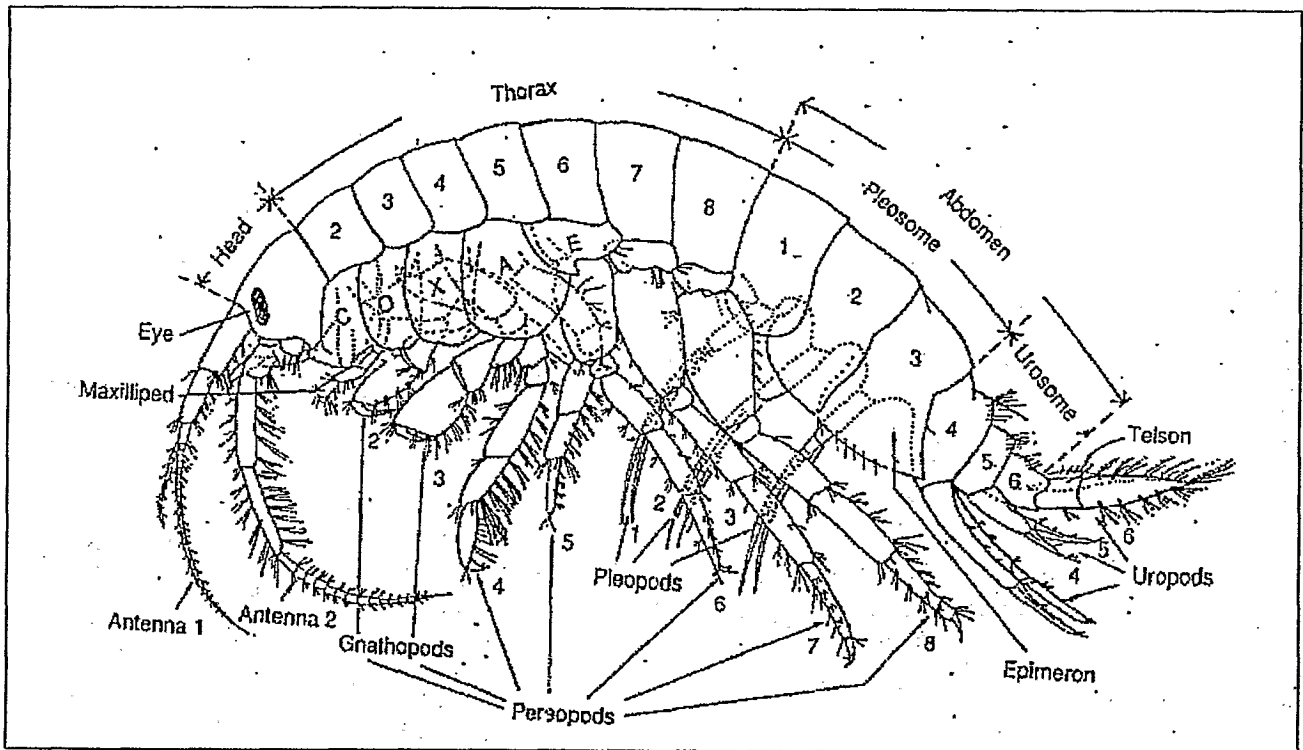 Thorax
Head
Pleosome
Abdomen
Urosome
2
3
4
5
6
7
8
1
2
3
4
5
6
C
O
X
A
E
Eye
Maxilliped
Telson
2
3
4
5
1
2
3
6
7
8
4
5
6
Pleopods
Uropods
Antenna 1
Antenna 2
Gnathopods
Epimeron
Pereopods